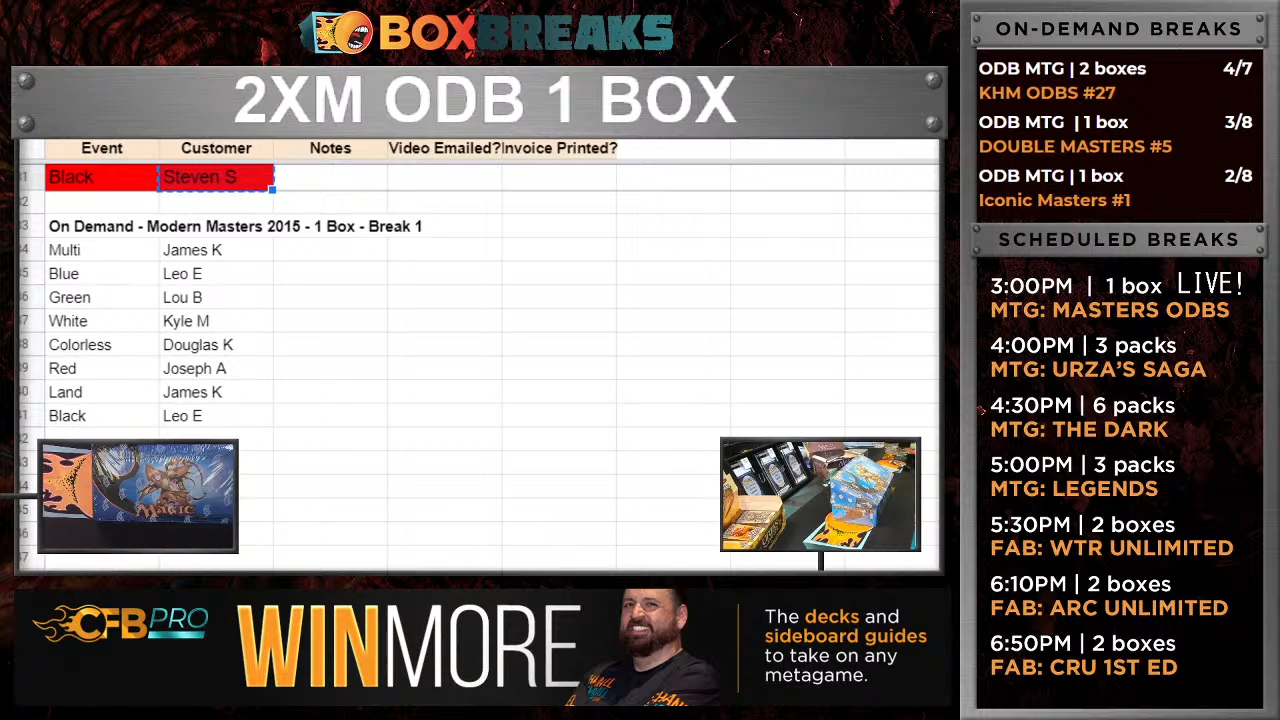 BOXBREAKS
2XM ODB 1 BOX
Event Customer Notes Video Emailed? Invoice Printed?
Black Steven S
On Demand - Modern Masters 2015 - 1 Box - Break 1
Multi James K
Blue Leo E
Green Lou B
White Kyle M
Colorless Douglas K
Red Joseph A
Land James K
Black Leo E
MAGIC
CFBPRO
WINMORE
The decks and
sideboard guides
to take on any
metagame.
ON-DEMAND BREAKS
ODB MTG | 2 boxes 4/7
KHM ODBS #27
ODB MTG | 1 box 3/8
DOUBLE MASTERS #5
ODB MTG | 1 box 2/8
Iconic Masters #1
SCHEDULED BREAKS
3:00PM | 1 box LIVE!
MTG: MASTERS ODBS
4:00PM | 3 packs
MTG: URZA'S SAGA
4:30PM | 6 packs
MTG: THE DARK
5:00PM | 3 packs
MTG: LEGENDS
5:30PM | 2 boxes
FAB: WTR UNLIMITED
6:10PM | 2 boxes
FAB: ARC UNLIMITED
6:50PM | 2 boxes
FAB: CRU 1ST ED